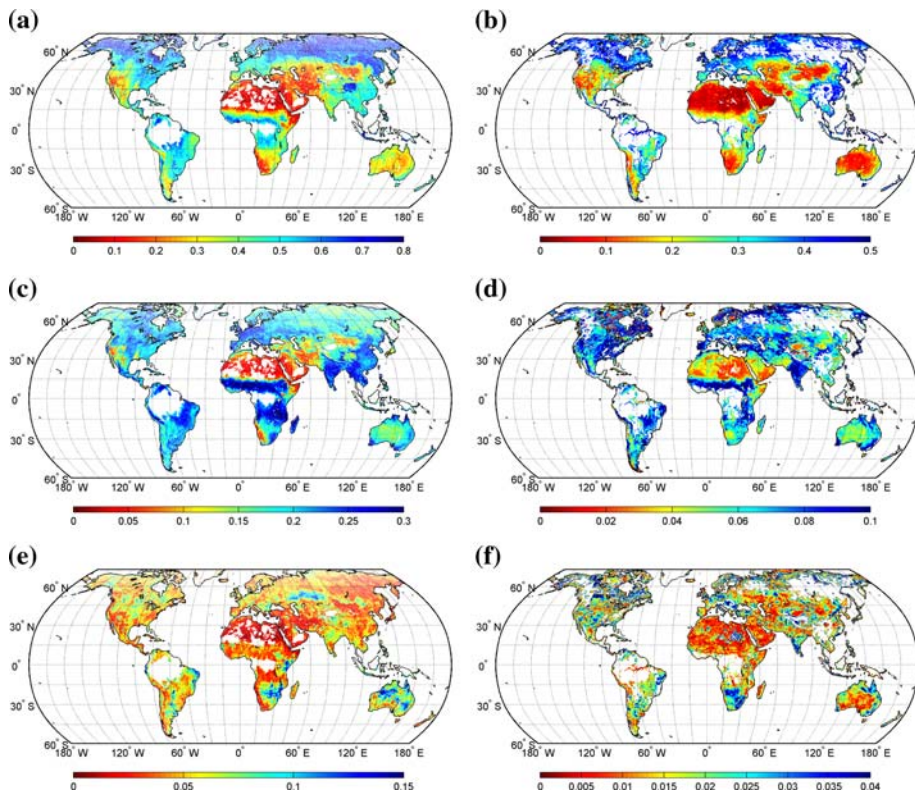 (a)
(b)
60° N
60° N
30° N
30° N
0°
0°
30° S
30° S
60° S
60° S
180° W 120° W 60° W 0° 60° E 120° E 180° E
180° W 120° W 60° W 0° 60° E 120° E 180° E
0 0.1 0.2 0.3 0.4 0.5 0.6 0.7 0.8
0 0.1 0.2 0.3 0.4 0.5
(c)
(d)
60° N
60° N
30° N
30° N
0°
0°
30° S
30° S
60° S
60° S
180° W 120° W 60° W 0° 60° E 120° E 180° E
180° W 120° W 60° W 0° 60° E 120° E 180° E
0 0.05 0.1 0.15 0.2 0.25 0.3
0 0.02 0.04 0.06 0.08 0.1
(e)
(f)
60° N
60° N
30° N
30° N
0°
0°
30° S
30° S
60° S
60° S
180° W 120° W 60° W 0° 60° E 120° E 180° E
180° W 120° W 60° W 0° 60° E 120° E 180° E
0 0.05 0.1 0.15
0 0.005 0.01 0.015 0.02 0.025 0.03 0.035 0.04